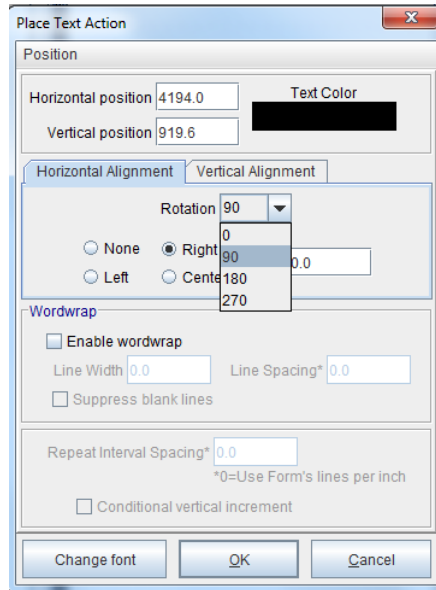 Place Text Action
Position
Horizontal position 4194.0 Text Color
Vertical position 919.6
Horizontal Alignment Vertical Alignment
Rotation 90
0
None Right 90 0.0
Left 180
270
Wordwrap
Enable wordwrap
Line Width 0.0 Line Spacing* 0.0
Suppress blank lines
Repeat Interval Spacing* 0.0
*0=Use Form's lines per inch
Conditional vertical increment
Change font OK Cancel